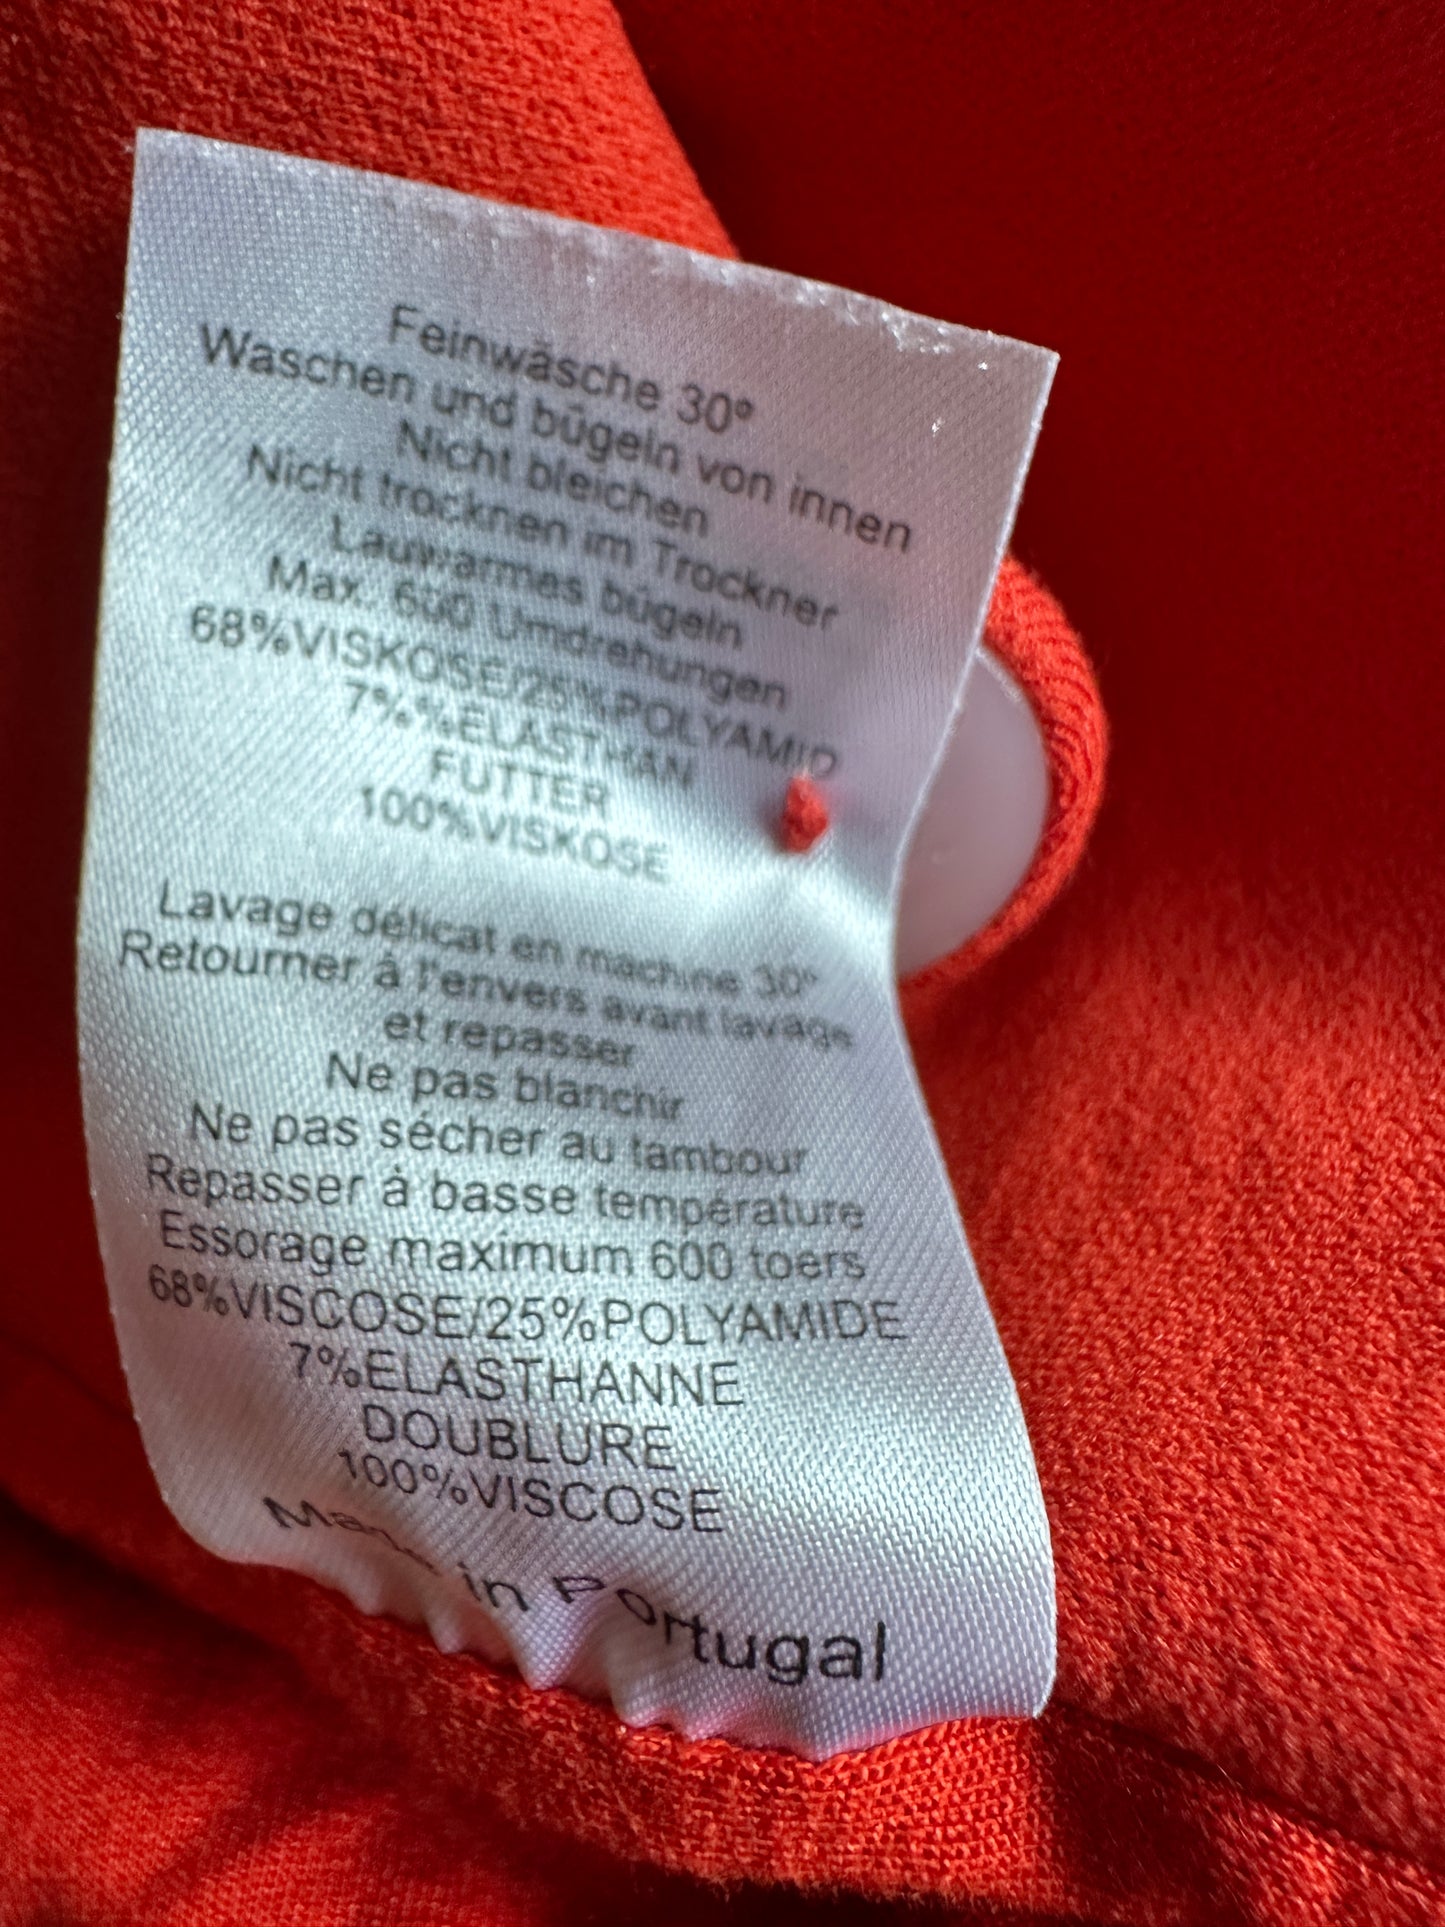 Feinwäsche 30°
Waschen und bügeln von innen
Nicht bleichen
Nicht trocknen im Trockner
Lauwarmes bügeln
Max. 600 Umdrehungen
68%VISKOSE/25%POLYAMID
7%%ELASTHAN
FUTTER
100%VISKOSE
Lavage délicat en machine 30°
Retourner à l'envers avant lavage
et repasser
Ne pas blanchir
Ne pas sécher au tambour
Repasser à basse température
Essorage maximum 600 toers
68%VISCOSE/25%POLYAMIDE
7%ELASTHANNE
DOUBLURE
100%VISCOSE
Made in Portugal